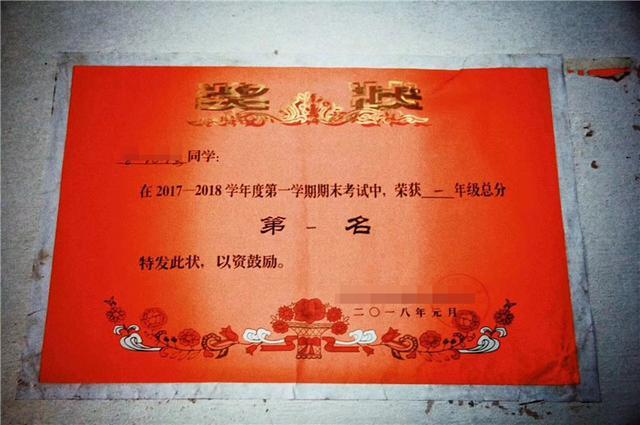 奖状
同学：
在2017—2018学年度第一学期期末考试中，荣获 一 年级总分
第 一 名
特发此状，以资鼓励。
二〇一八年元月